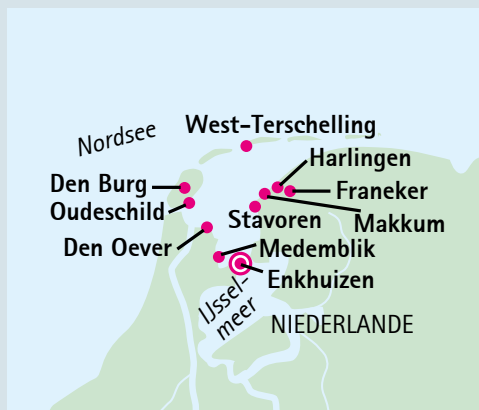 Nordsee
West-Terschelling
Harlingen
Den Burg
Franeker
Oudeschild
Stavoren
Makkum
Den Oever
Medemblik
Enkhuizen
IJssel-
meer
NIEDERLANDE